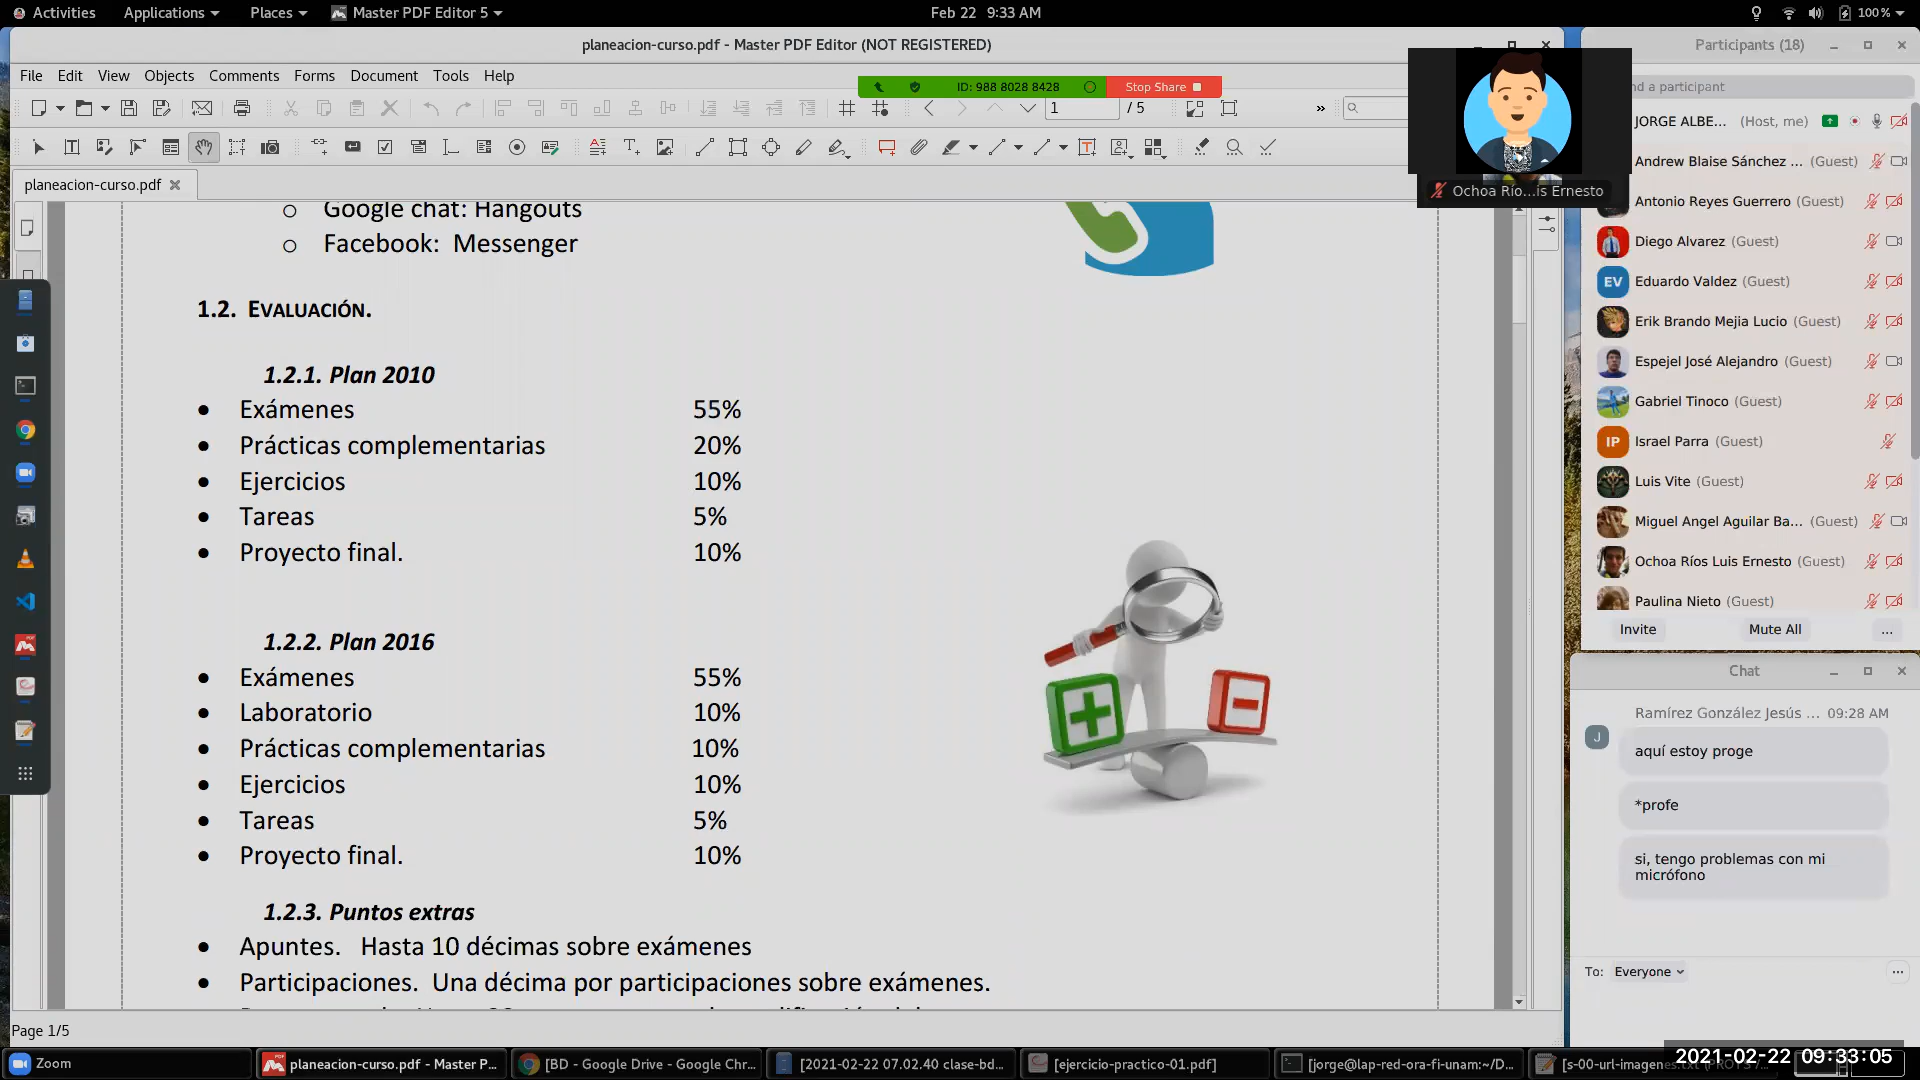 Activities Applications Places Master PDF Editor 5 Feb 22 9:33 AM 100%
planeacion-curso.pdf - Master PDF Editor (NOT REGISTERED)
File Edit View Objects Comments Forms Document Tools Help
ID: 988 8028 8428 Stop Share
1 / 5 »
planeacion-curso.pdf
Ochoa Río...is Ernesto
Google chat: Hangouts
Facebook: Messenger
1.2. EVALUACIÓN.
1.2.1. Plan 2010
Exámenes 55%
Prácticas complementarias 20%
Ejercicios 10%
Tareas 5%
Proyecto final. 10%
1.2.2. Plan 2016
Exámenes 55%
Laboratorio 10%
Prácticas complementarias 10%
Ejercicios 10%
Tareas 5%
Proyecto final. 10%
1.2.3. Puntos extras
Apuntes. Hasta 10 décimas sobre exámenes
Participaciones. Una décima por participaciones sobre exámenes.
Page 1/5
Participants (18)
nd a participant
JORGE ALBE... (Host, me)
Andrew Blaise Sánchez ... (Guest)
Antonio Reyes Guerrero (Guest)
Diego Alvarez (Guest)
EV Eduardo Valdez (Guest)
Erik Brando Mejia Lucio (Guest)
Espejel José Alejandro (Guest)
Gabriel Tinoco (Guest)
IP Israel Parra (Guest)
Luis Vite (Guest)
Miguel Angel Aguilar Ba... (Guest)
Ochoa Ríos Luis Ernesto (Guest)
Paulina Nieto (Guest)
Invite Mute All ...
Chat
Ramírez González Jesús ... 09:28 AM
J
aquí estoy proge
*profe
si, tengo problemas con mi
micrófono
To: Everyone ...
Zoom planeacion-curso.pdf - Master P... [BD - Google Drive - Google Chr... [2021-02-22 07.02.40 clase-bd... [ejercicio-practico-01.pdf] [jorge@lap-red-ora-fi-unam:~/D... [s-00-url-imagenes.txt
2021-02-22 09:33:05